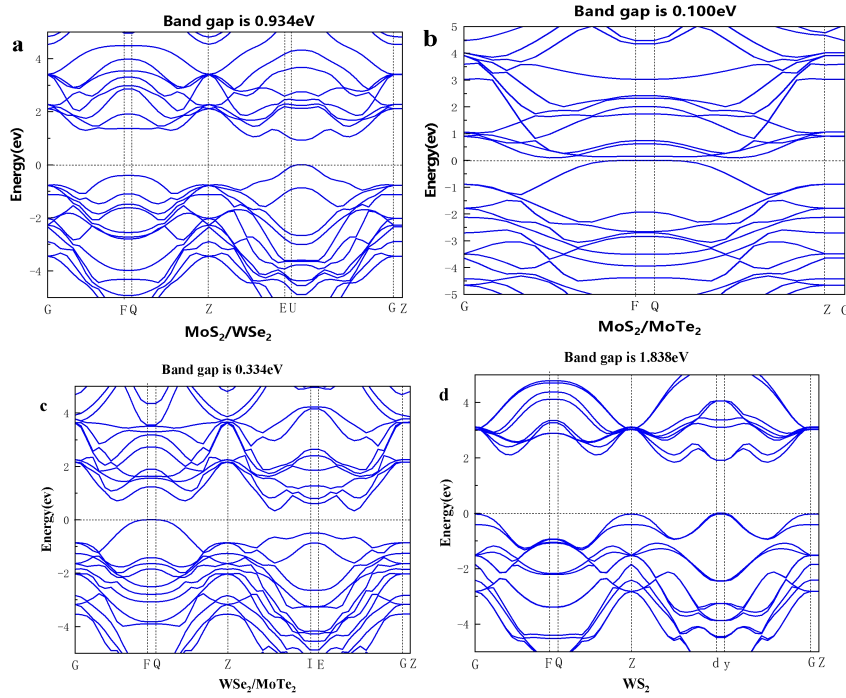 Band gap is 0.934eV
a
Energy(ev)
4
2
0
-2
-4
G F Q Z E U G Z
MoS2/WSe2
Band gap is 0.100eV
b
Energy(eV)
5
4
3
2
1
0
-1
-2
-3
-4
-5
G F Q Z
MoS2/MoTe2
Band gap is 0.334eV
c
Energy(ev)
4
2
0
-2
-4
G F Q Z I E G Z
WSe2/MoTe2
Band gap is 1.838eV
d
Energy(ev)
4
2
0
-2
-4
G F Q Z d y G Z
WS2